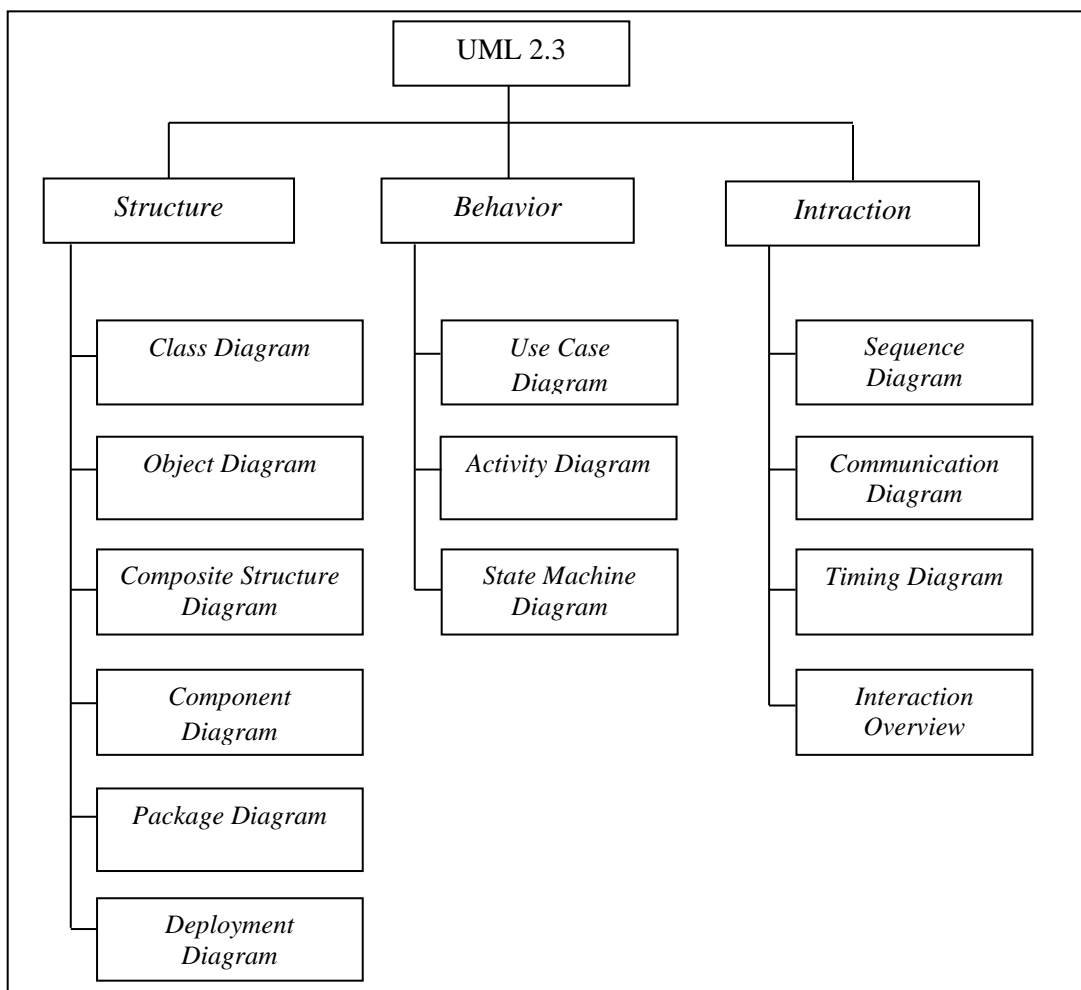 UML 2.3
Structure
Behavior
Intraction
Class Diagram
Object Diagram
Composite Structure
Diagram
Component
Diagram
Package Diagram
Deployment
Diagram
Use Case
Diagram
Activity Diagram
State Machine
Diagram
Sequence
Diagram
Communication
Diagram
Timing Diagram
Interaction
Overview